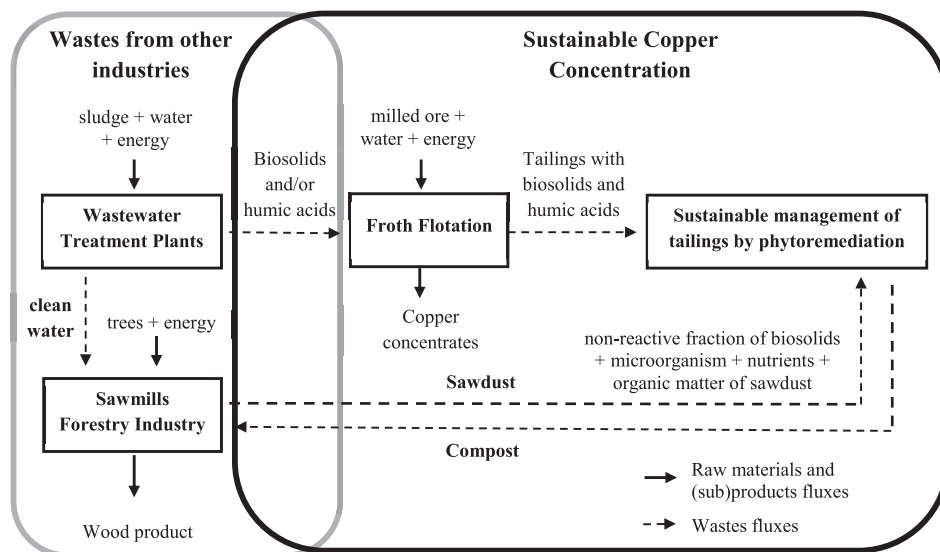 Wastes from other
industries
Sustainable Copper
Concentration
sludge + water
+ energy
milled ore +
water + energy
Biosolids
and/or
humic acids
Tailings with
biosolids and
humic acids
Wastewater
Treatment Plants
Froth Flotation
Sustainable management of
tailings by phytoremediation
clean
water
trees + energy
Copper
concentrates
non-reactive fraction of biosolids
+ microorganism + nutrients +
organic matter of sawdust
Sawdust
Sawmills
Forestry Industry
Compost
Raw materials and
(sub)products fluxes
Wood product
Wastes fluxes